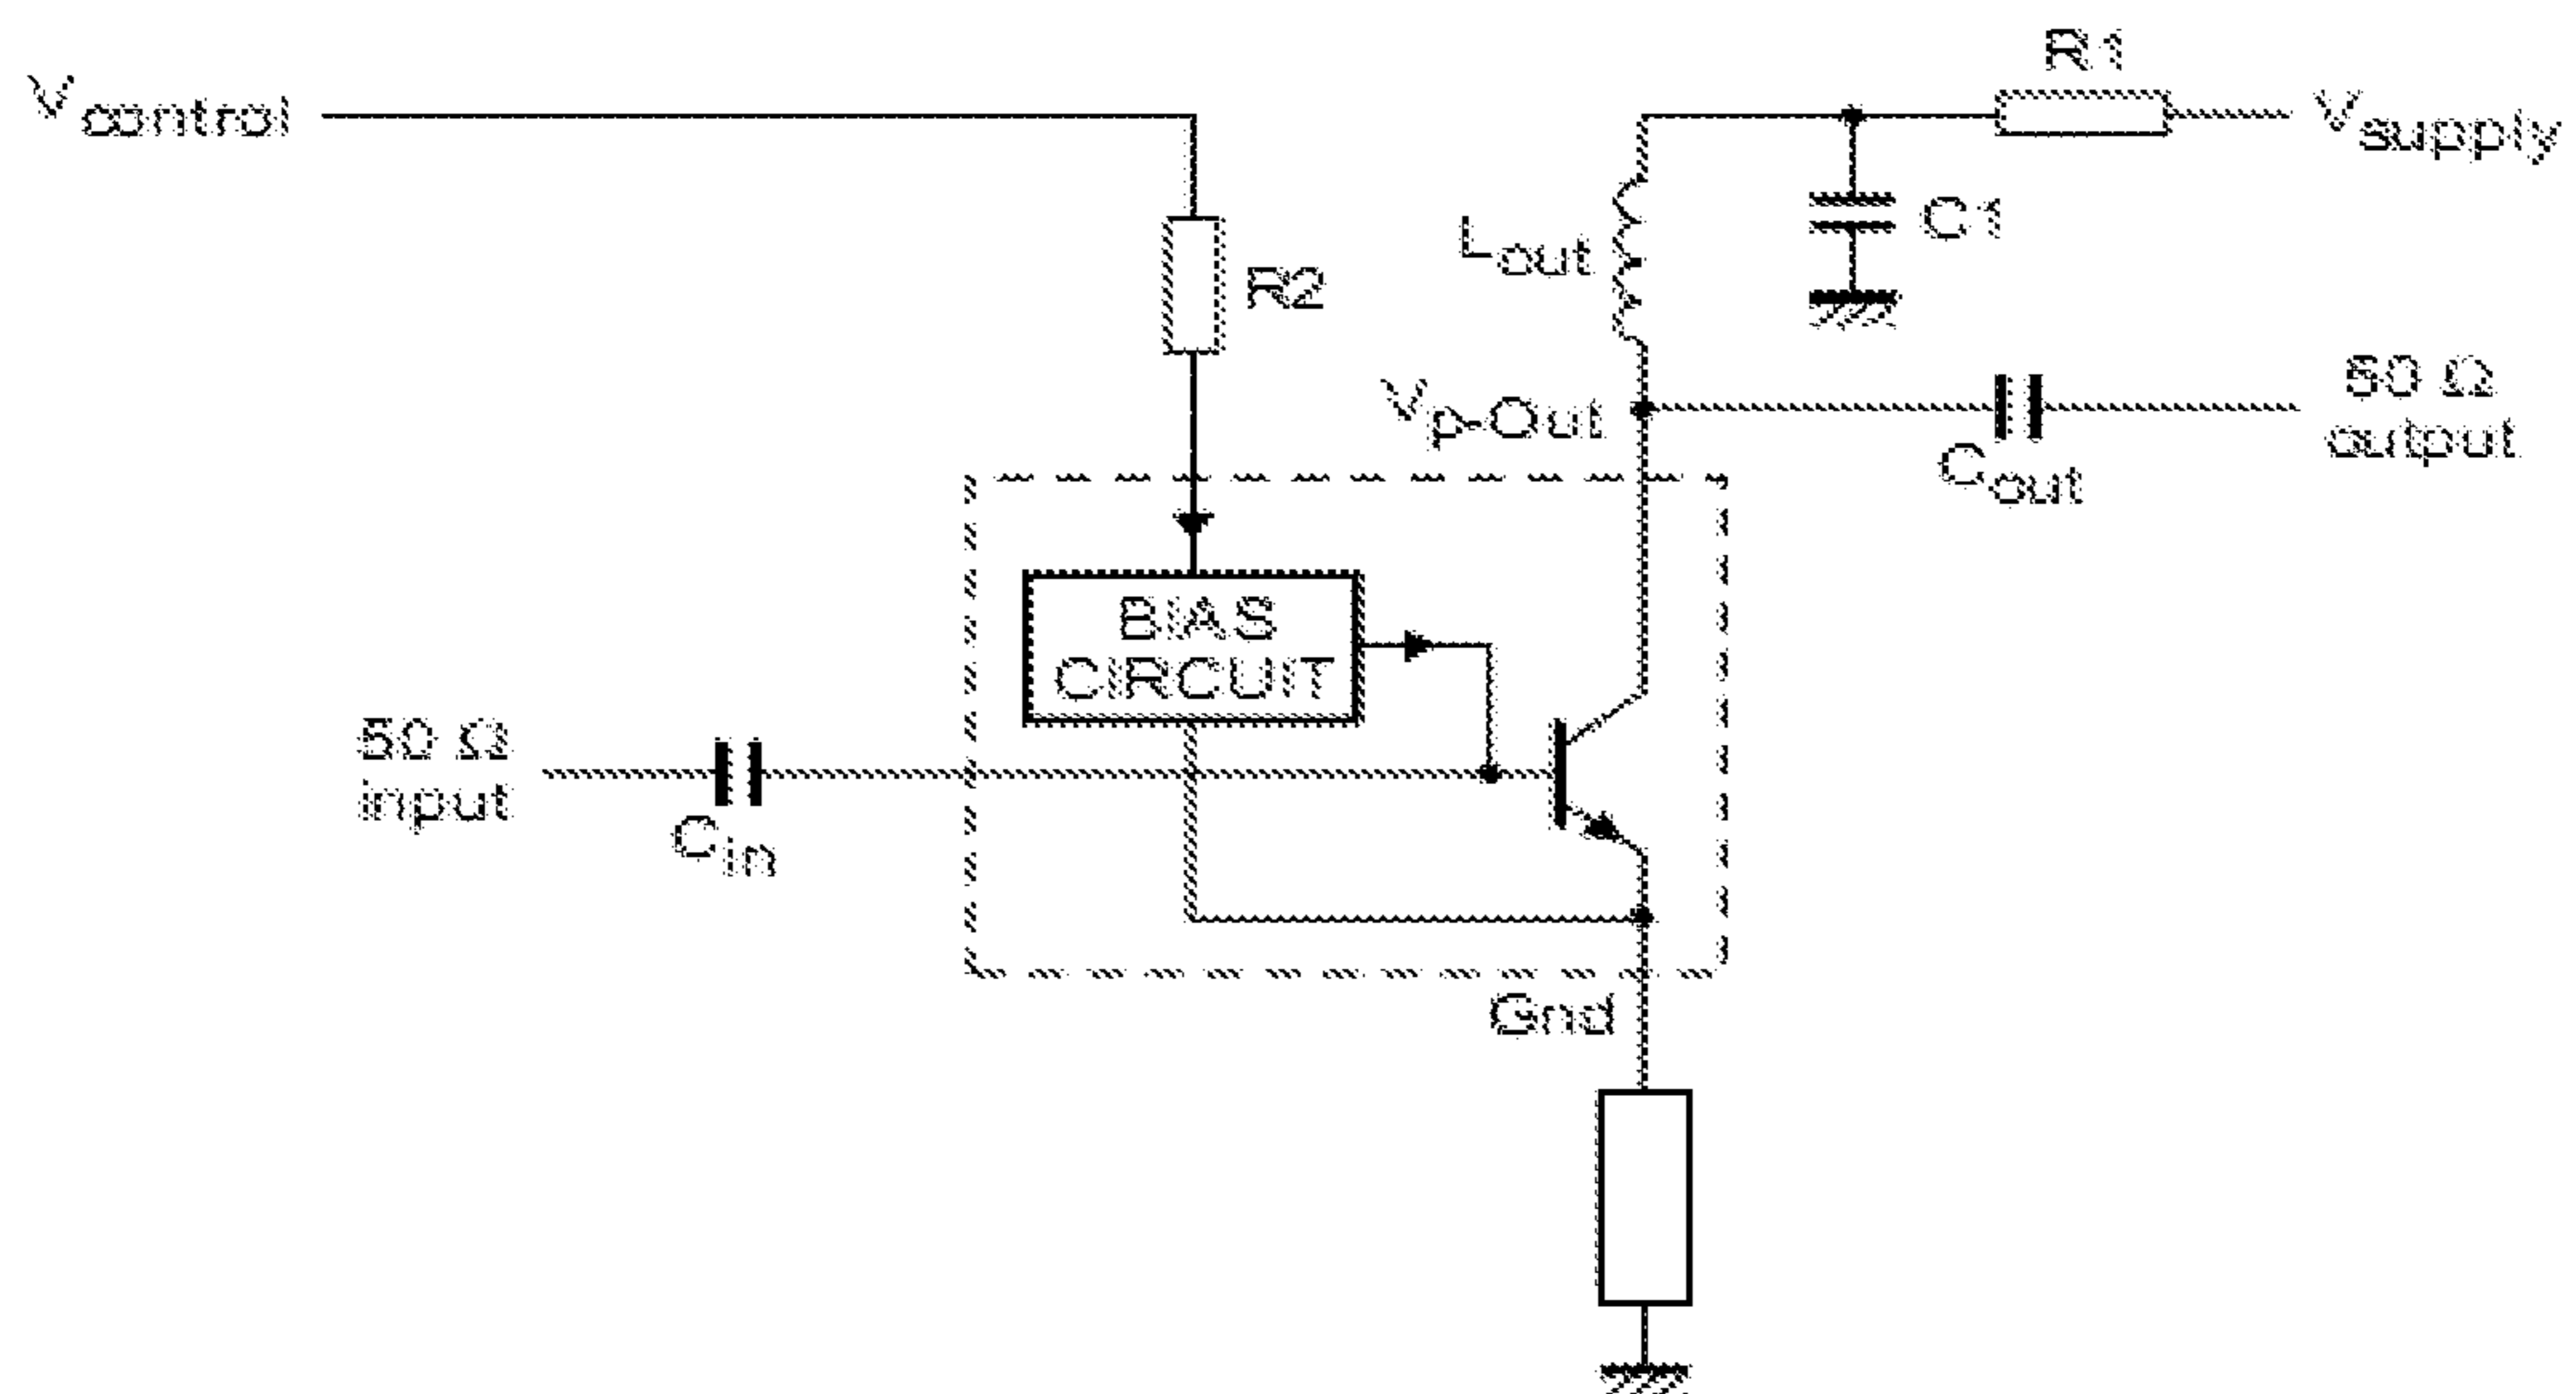 R1
Vcontrol
Vsupply
C1
Lout
R2
50 Ω
output
Vp-Out
Cout
BIAS
CIRCUIT
50 Ω
input
Cin
Gnd